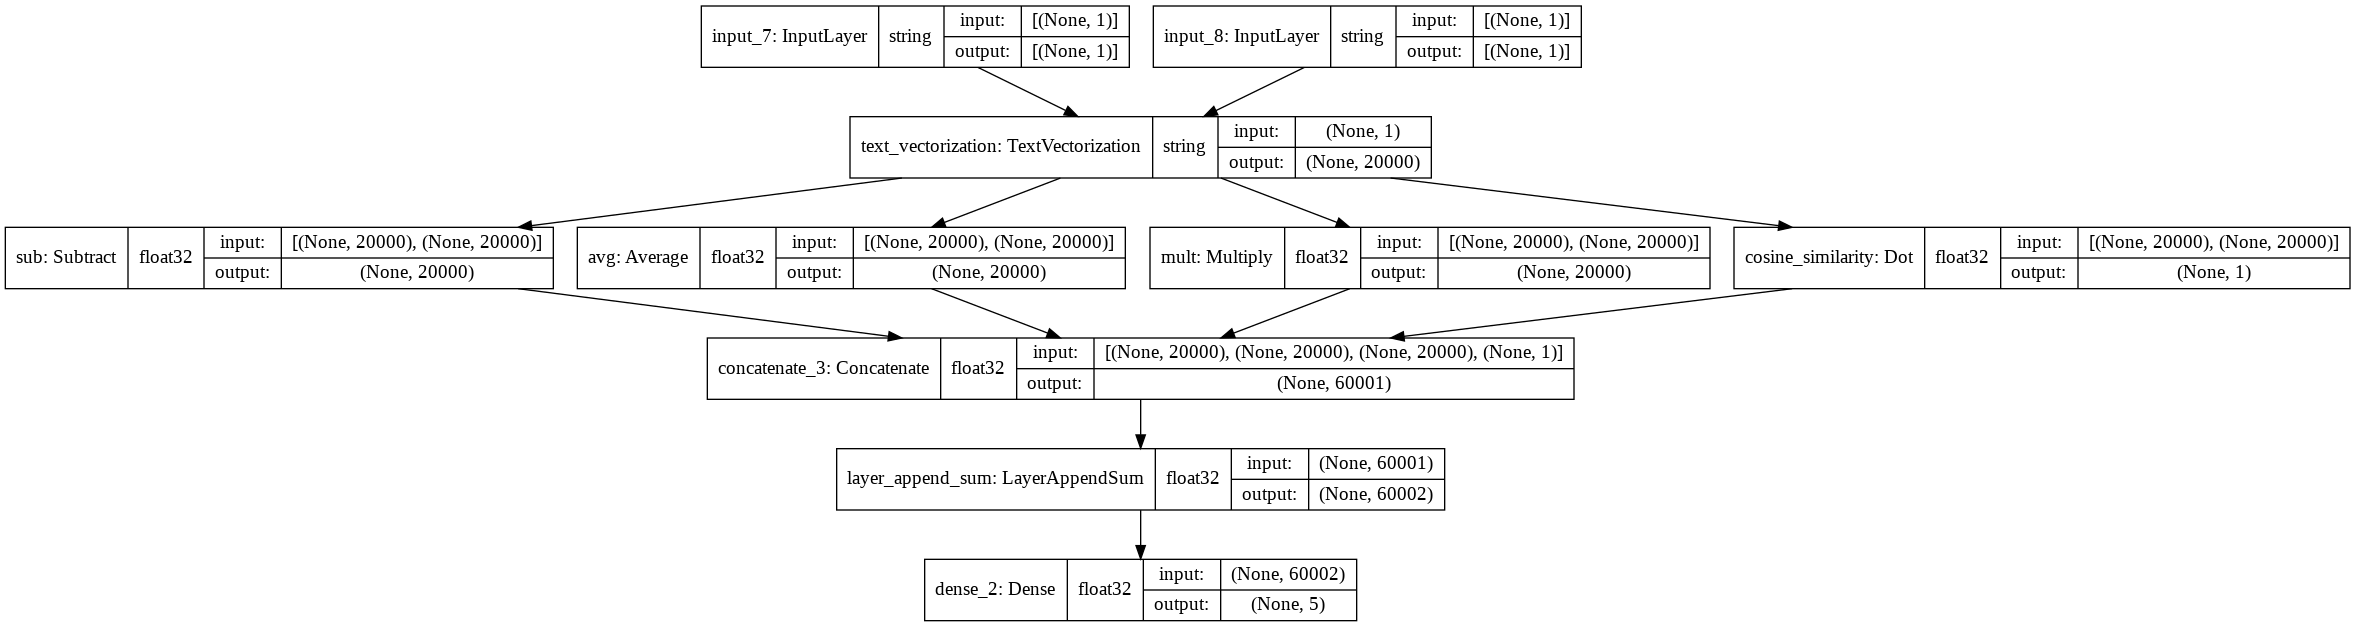 input_7: InputLayer string input: [(None, 1)] output: [(None, 1)]
input_8: InputLayer string input: [(None, 1)] output: [(None, 1)]
text_vectorization: TextVectorization string input: (None, 1) output: (None, 20000)
sub: Subtract float32 input: [(None, 20000), (None, 20000)] output: (None, 20000)
avg: Average float32 input: [(None, 20000), (None, 20000)] output: (None, 20000)
mult: Multiply float32 input: [(None, 20000), (None, 20000)] output: (None, 20000)
cosine_similarity: Dot float32 input: [(None, 20000), (None, 20000)] output: (None, 1)
concatenate_3: Concatenate float32 input: [(None, 20000), (None, 20000), (None, 20000), (None, 1)] output: (None, 60001)
layer_append_sum: LayerAppendSum float32 input: (None, 60001) output: (None, 60002)
dense_2: Dense float32 input: (None, 60002) output: (None, 5)